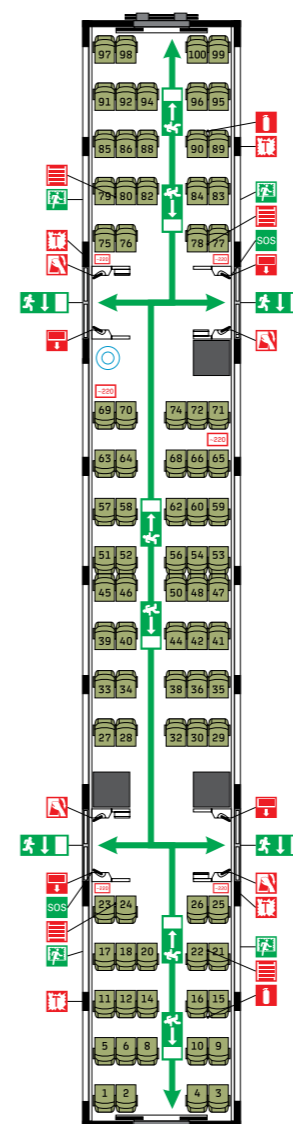 97 98 100 99
91 92 94 96 95
85 86 88 90 89
T
79 80 82 84 83
75 76 78 77
SOS
T
~220 ~220
~220
69 70 74 72 71
~220
63 64 68 66 65
57 58 62 60 59
51 52 56 54 53
45 46 50 48 47
39 40 44 42 41
33 34 38 36 35
27 28 32 30 29
~220 ~220
SOS
23 24 26 25
T
17 18 20 22 21
T
11 12 14 16 15
5 6 8 10 9
1 2 4 3